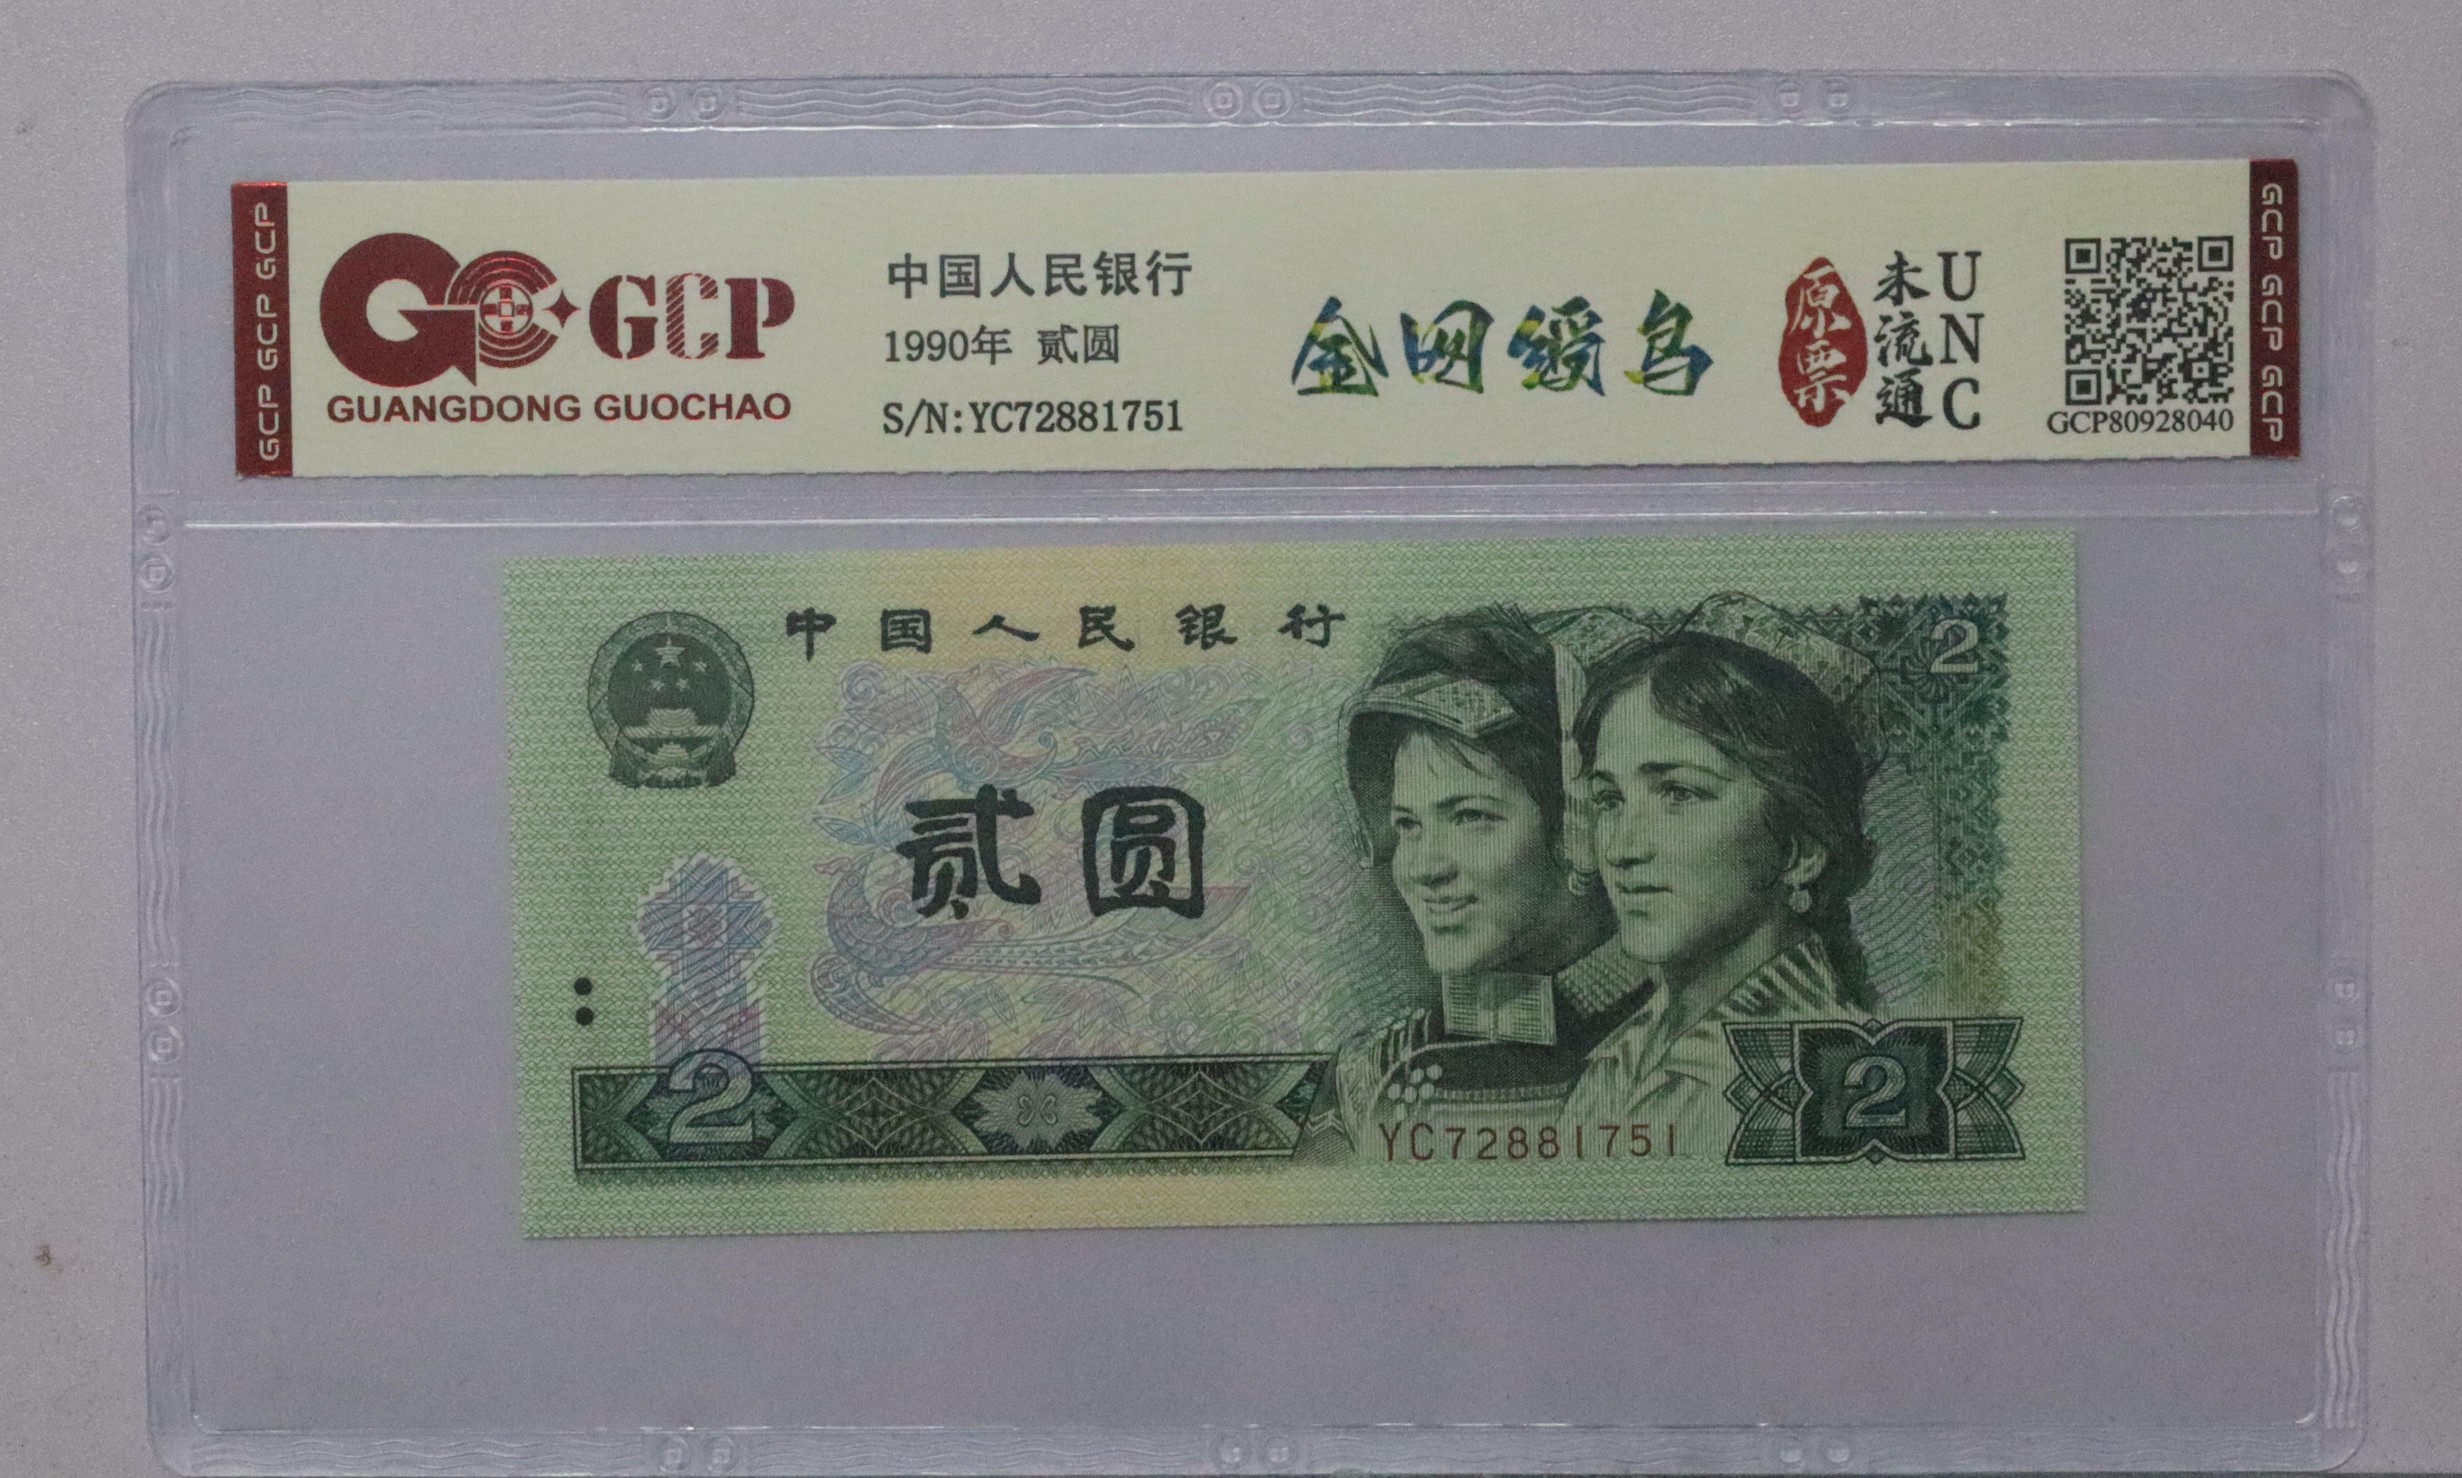 GCP GCP GCP
GCP
GUANGDONG GUOCHAO
中国人民银行
1990年 贰圆
S/N:YC72881751
金网绶鸟
原票
未流通
UNC
GCP80928040
GCP GCP GCP
中国人民银行
2
贰圆
2
YC72881751
2